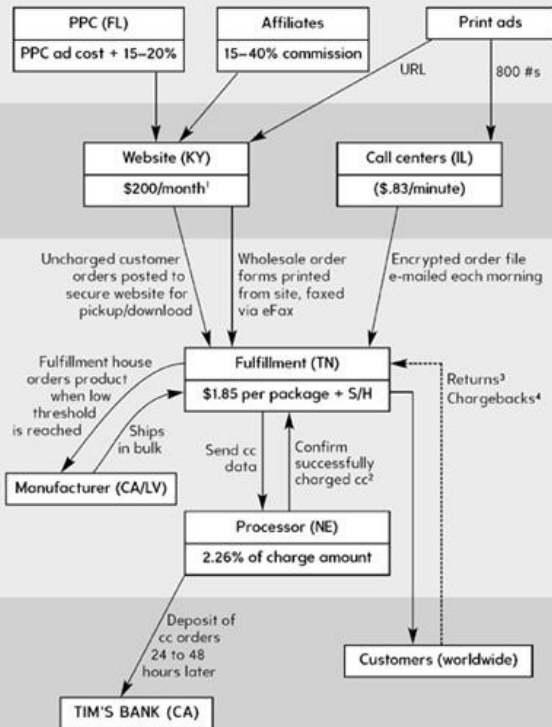 PPC (FL)
PPC ad cost + 15–20%
Affiliates
15–40% commission
Print ads
URL
800 #s
Website (KY)
$200/month¹
Call centers (IL)
($.83/minute)
Uncharged customer
orders posted to
secure website for
pickup/download
Wholesale order
forms printed
from site, faxed
via eFax
Encrypted order file
e-mailed each morning
Fulfillment house
orders product
when low
threshold
is reached
Fulfillment (TN)
$1.85 per package + S/H
Returns³
Chargebacks⁴
Ships
in bulk
Manufacturer (CA/LV)
Send cc
data
Confirm
successfully
charged cc²
Processor (NE)
2.26% of charge amount
Deposit of
cc orders
24 to 48
hours later
Customers (worldwide)
TIM'S BANK (CA)